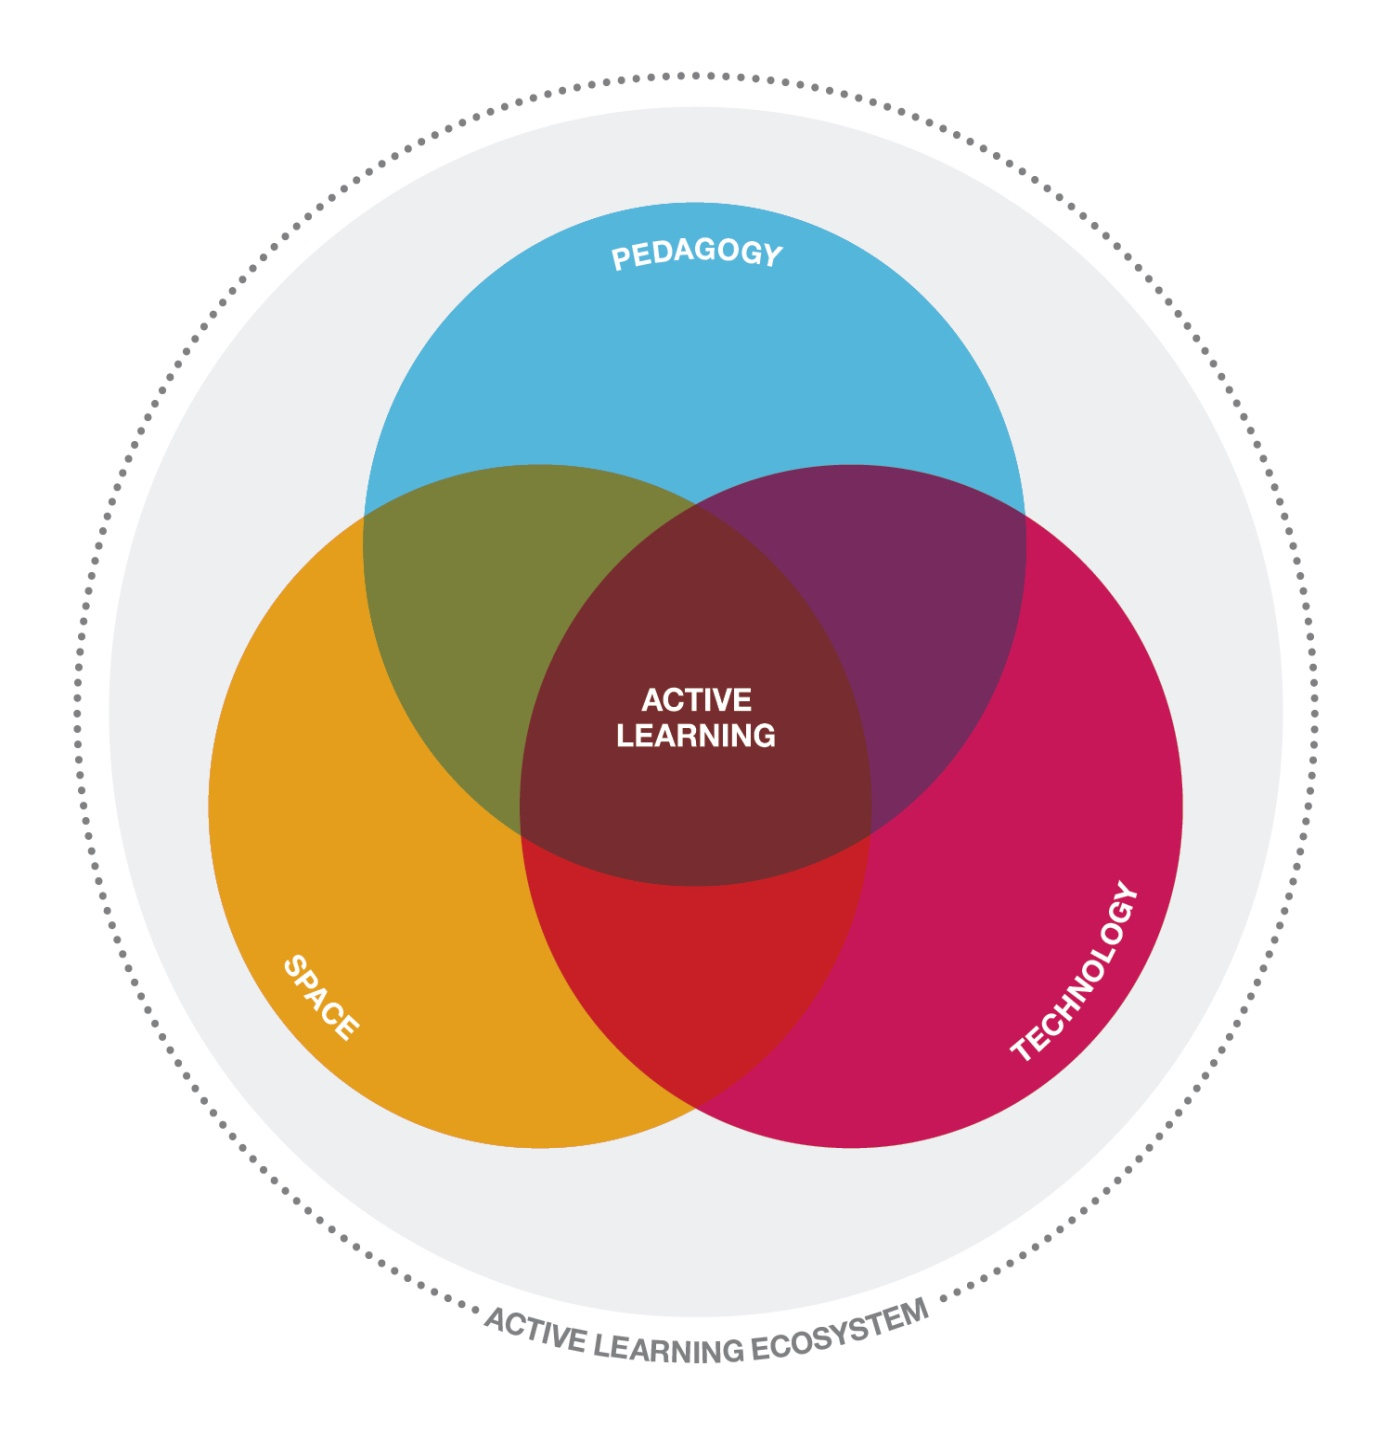 PEDAGOGY
ACTIVE
LEARNING
SPACE
TECHNOLOGY
ACTIVE LEARNING ECOSYSTEM